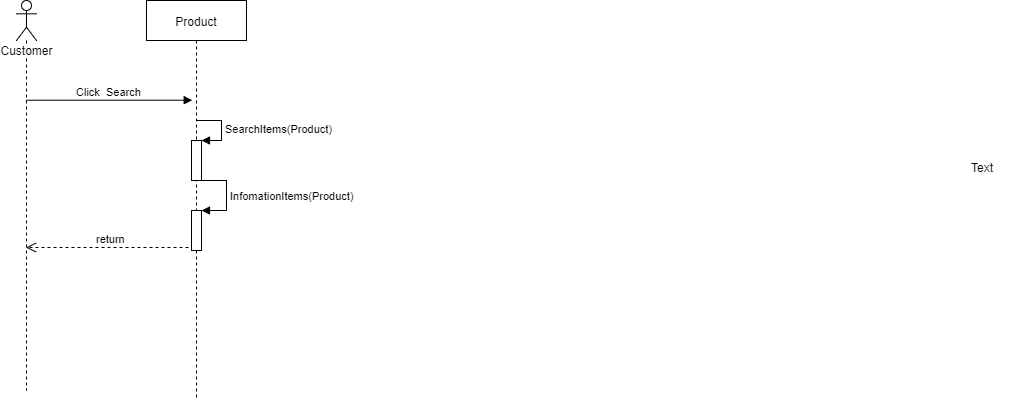 Product
Customer
Click Search
SearchItems(Product)
Text
InfomationItems(Product)
return